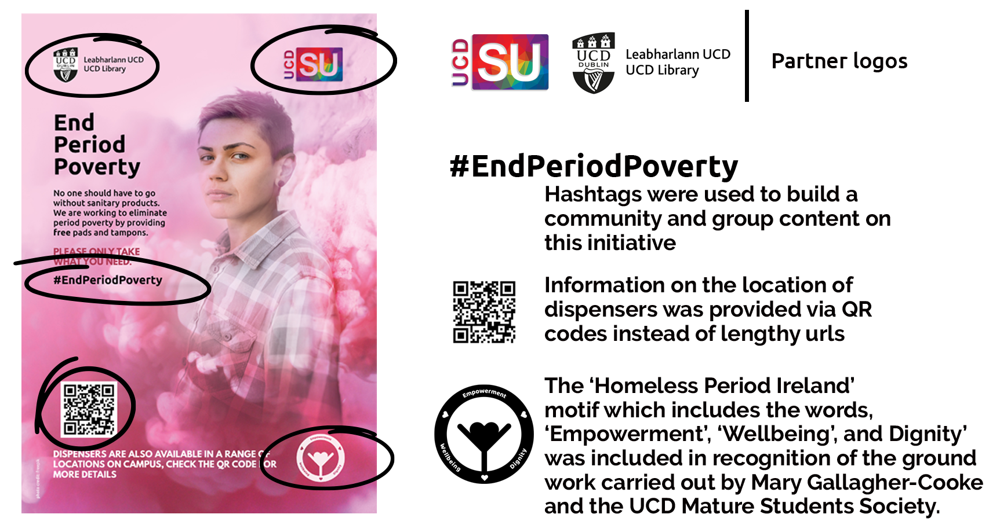 UCD
DUBLIN
Leabharlann UCD
UCD Library
UCD
SU
End
Period
Poverty
No one should have to go
without sanitary products.
We are working to eliminate
period poverty by providing
free pads and tampons.
PLEASE ONLY TAKE
WHAT YOU NEED.
#EndPeriodPoverty
DISPENSERS ARE ALSO AVAILABLE IN A RANGE OF
LOCATIONS ON CAMPUS, CHECK THE QR CODE FOR
MORE DETAILS
photo credit: freepik
Empowerment
Wellbeing
Dignity
UCD
SU
UCD
DUBLIN
Leabharlann UCD
UCD Library
Partner logos
#EndPeriodPoverty
Hashtags were used to build a
community and group content on
this initiative
Information on the location of
dispensers was provided via QR
codes instead of lengthy urls
Empowerment
Wellbeing
Dignity
The ‘Homeless Period Ireland’
motif which includes the words,
‘Empowerment’, ‘Wellbeing’, and Dignity’
was included in recognition of the ground
work carried out by Mary Gallagher-Cooke
and the UCD Mature Students Society.